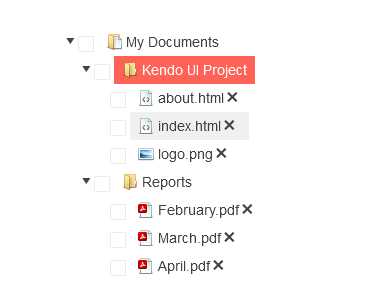 My Documents
Kendo UI Project
about.html
index.html
logo.png
Reports
February.pdf
March.pdf
April.pdf